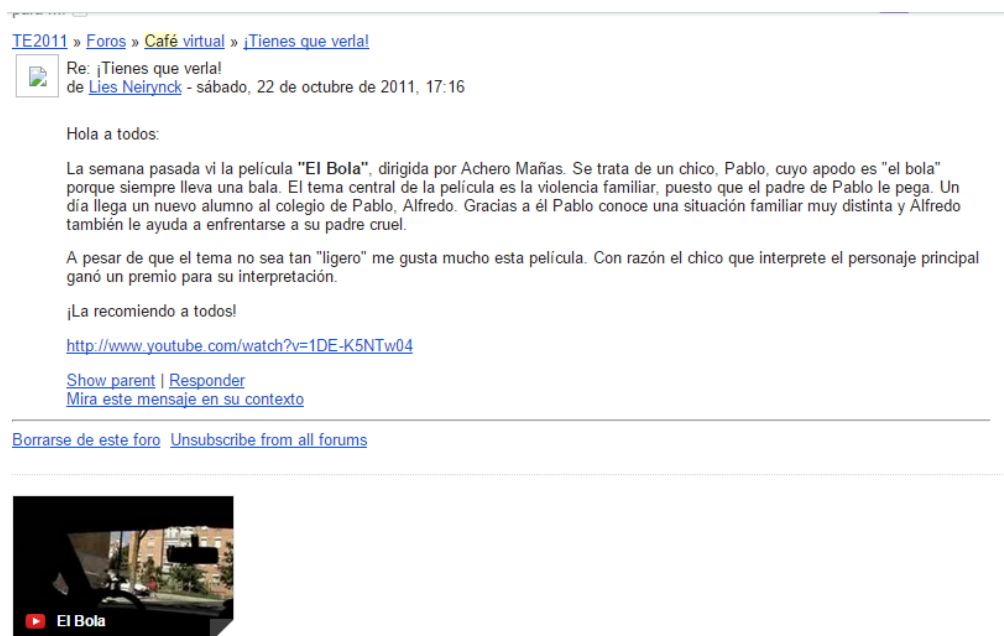 TE2011 » Foros » Café virtual » ¡Tienes que verla!
Re: ¡Tienes que verla!
de Lies Neirynck - sábado, 22 de octubre de 2011, 17:16
Hola a todos:
La semana pasada vi la película "El Bola", dirigida por Achero Mañas. Se trata de un chico, Pablo, cuyo apodo es "el bola"
porque siempre lleva una bala. El tema central de la película es la violencia familiar, puesto que el padre de Pablo le pega. Un
día llega un nuevo alumno al colegio de Pablo, Alfredo. Gracias a él Pablo conoce una situación familiar muy distinta y Alfredo
también le ayuda a enfrentarse a su padre cruel.
A pesar de que el tema no sea tan "ligero" me gusta mucho esta película. Con razón el chico que interprete el personaje principal
ganó un premio para su interpretación.
¡La recomiendo a todos!
http://www.youtube.com/watch?v=1DE-K5NTw04
Show parent | Responder
Mira este mensaje en su contexto
Borrarse de este foro Unsubscribe from all forums
El Bola